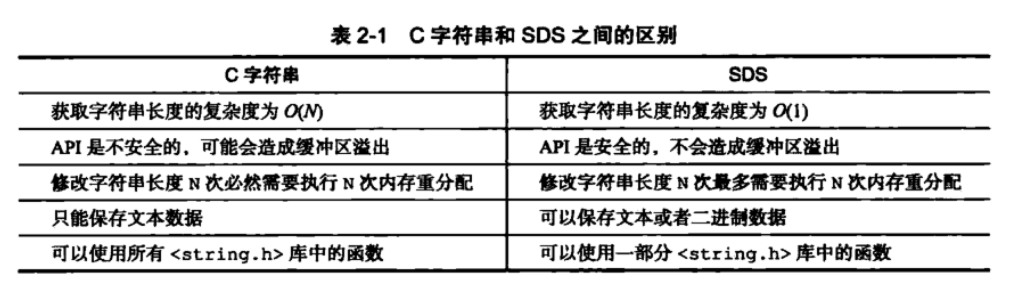 表 2-1 C 字符串和 SDS 之间的区别
C 字符串 SDS
获取字符串长度的复杂度为 O(N) 获取字符串长度的复杂度为 O(1)
API 是不安全的，可能会造成缓冲区溢出 API 是安全的，不会造成缓冲区溢出
修改字符串长度 N 次必然需要执行 N 次内存重分配 修改字符串长度 N 次最多需要执行 N 次内存重分配
只能保存文本数据 可以保存文本或者二进制数据
可以使用所有 <string.h> 库中的函数 可以使用一部分 <string.h> 库中的函数